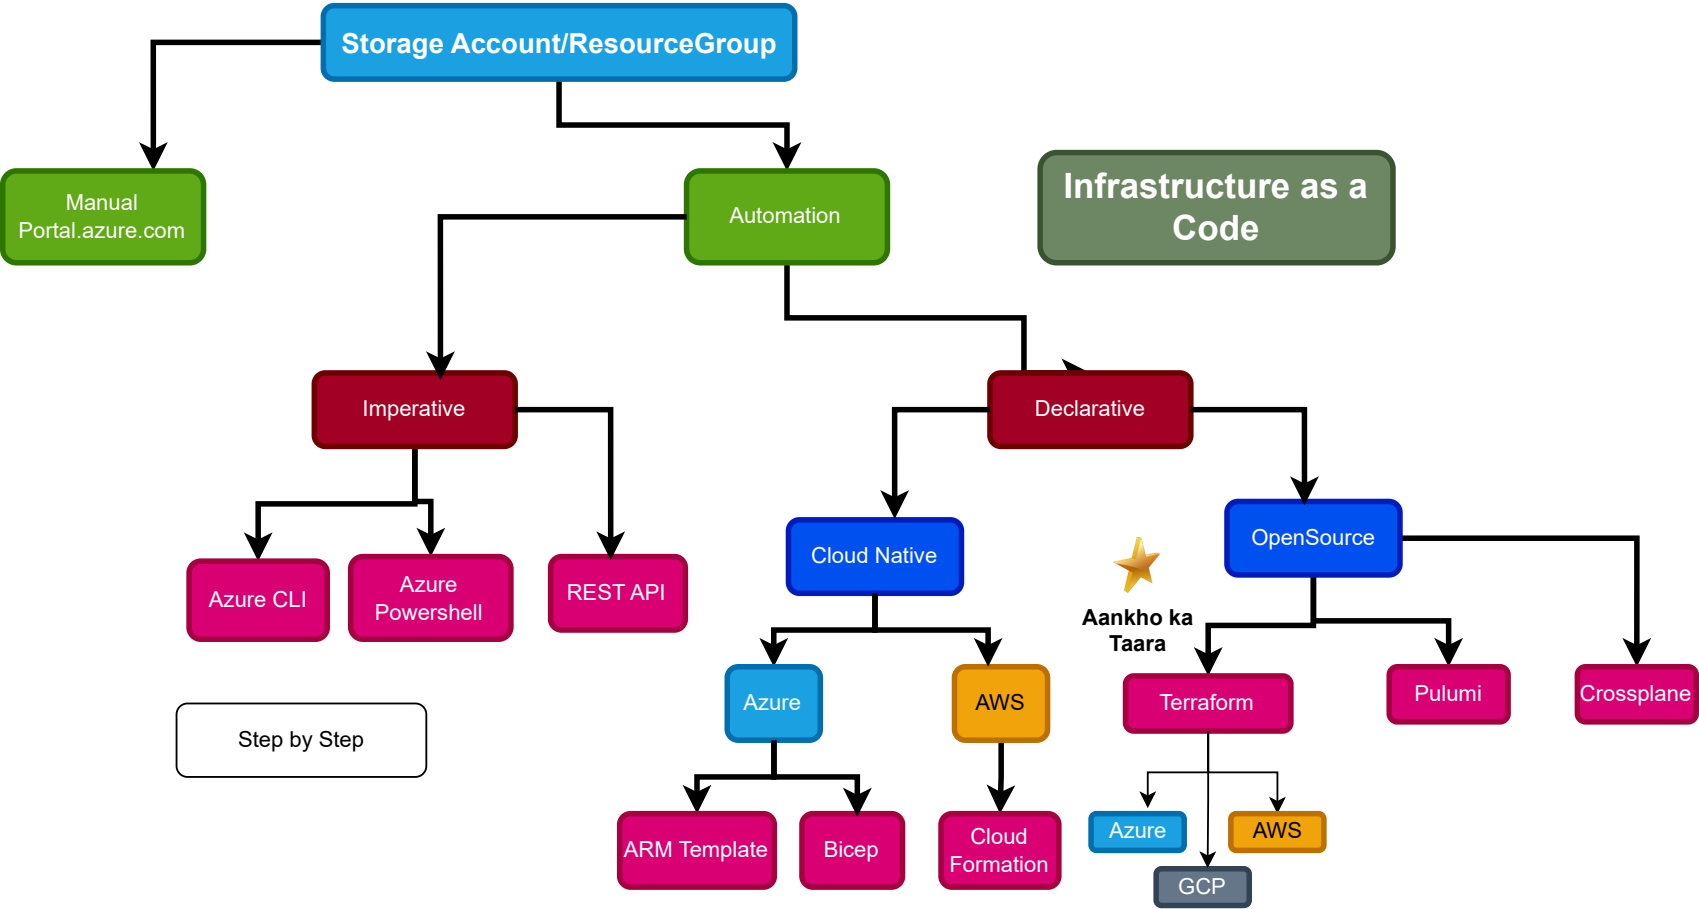 Storage Account/ResourceGroup
Manual
Portal.azure.com
Automation
Infrastructure as a
Code
Imperative
Declarative
Azure CLI
Azure
Powershell
REST API
Cloud Native
OpenSource
Aankho ka
Taara
Azure
AWS
Terraform
Pulumi
Crossplane
Step by Step
ARM Template
Bicep
Cloud
Formation
Azure
AWS
GCP